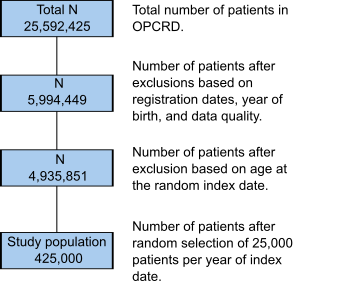 Total N
25,592,425
Total number of patients in
OPCRD.
N
5,994,449
Number of patients after
exclusions based on
registration dates, year of
birth, and data quality.
N
4,935,851
Number of patients after
exclusion based on age at
the random index date.
Study population
425,000
Number of patients after
random selection of 25,000
patients per year of index
date.